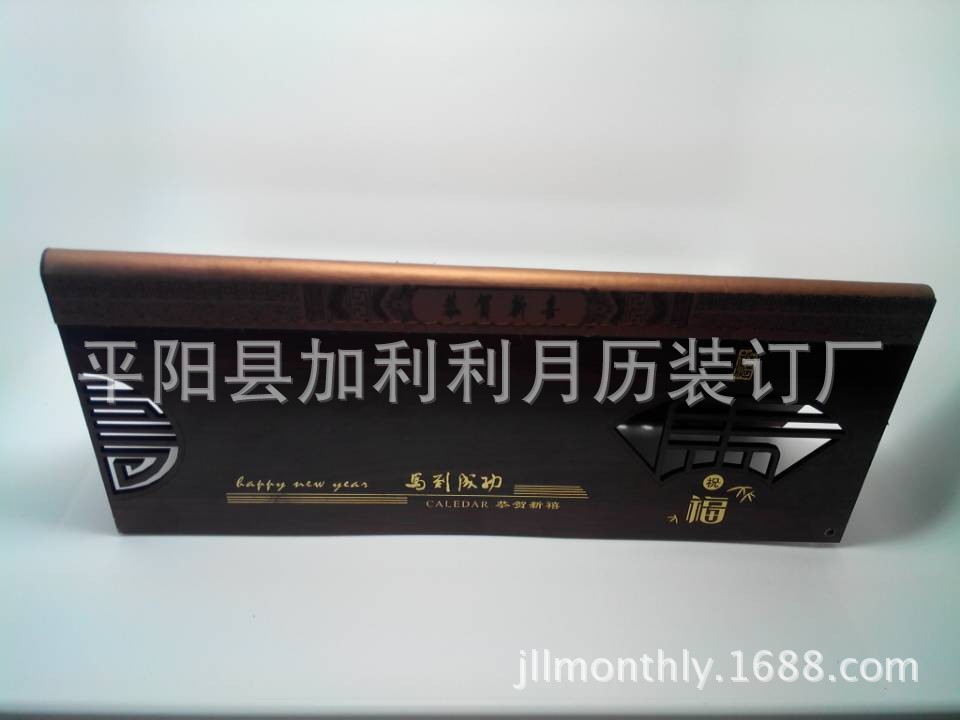 恭贺新喜
平阳县加利利月历装订厂
happy new year 马到成功
CALEDAR 恭贺新禧
祝
福
jllmonthly.1688.com